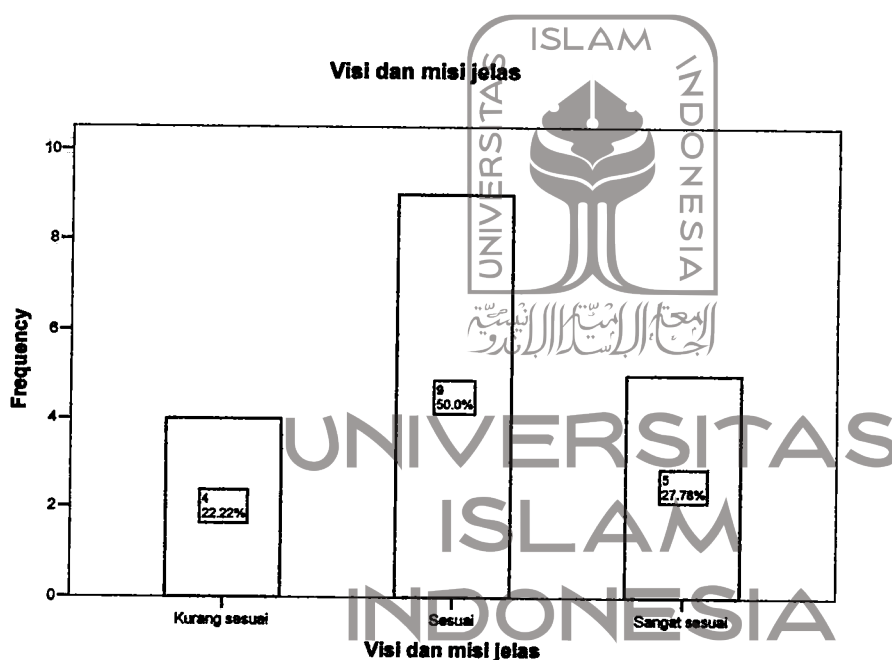 Visi dan misi jelas
ISLAM
UNIVERSITAS
INDONESIA
10
8
6
4
2
0
Frequency
4
22.22%
9
50.0%
5
27.78%
Kurang sesuai
Sesuai
Sangat sesuai
Visi dan misi jelas
UNIVERSITAS
ISLAM
INDONESIA